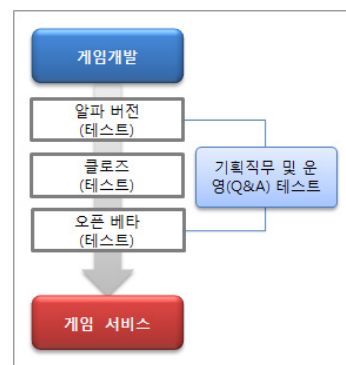 게임개발
알파 버전
(테스트)
클로즈
(테스트)
기획직무 및 운
영(Q&A) 테스트
오픈 베타
(테스트)
게임 서비스